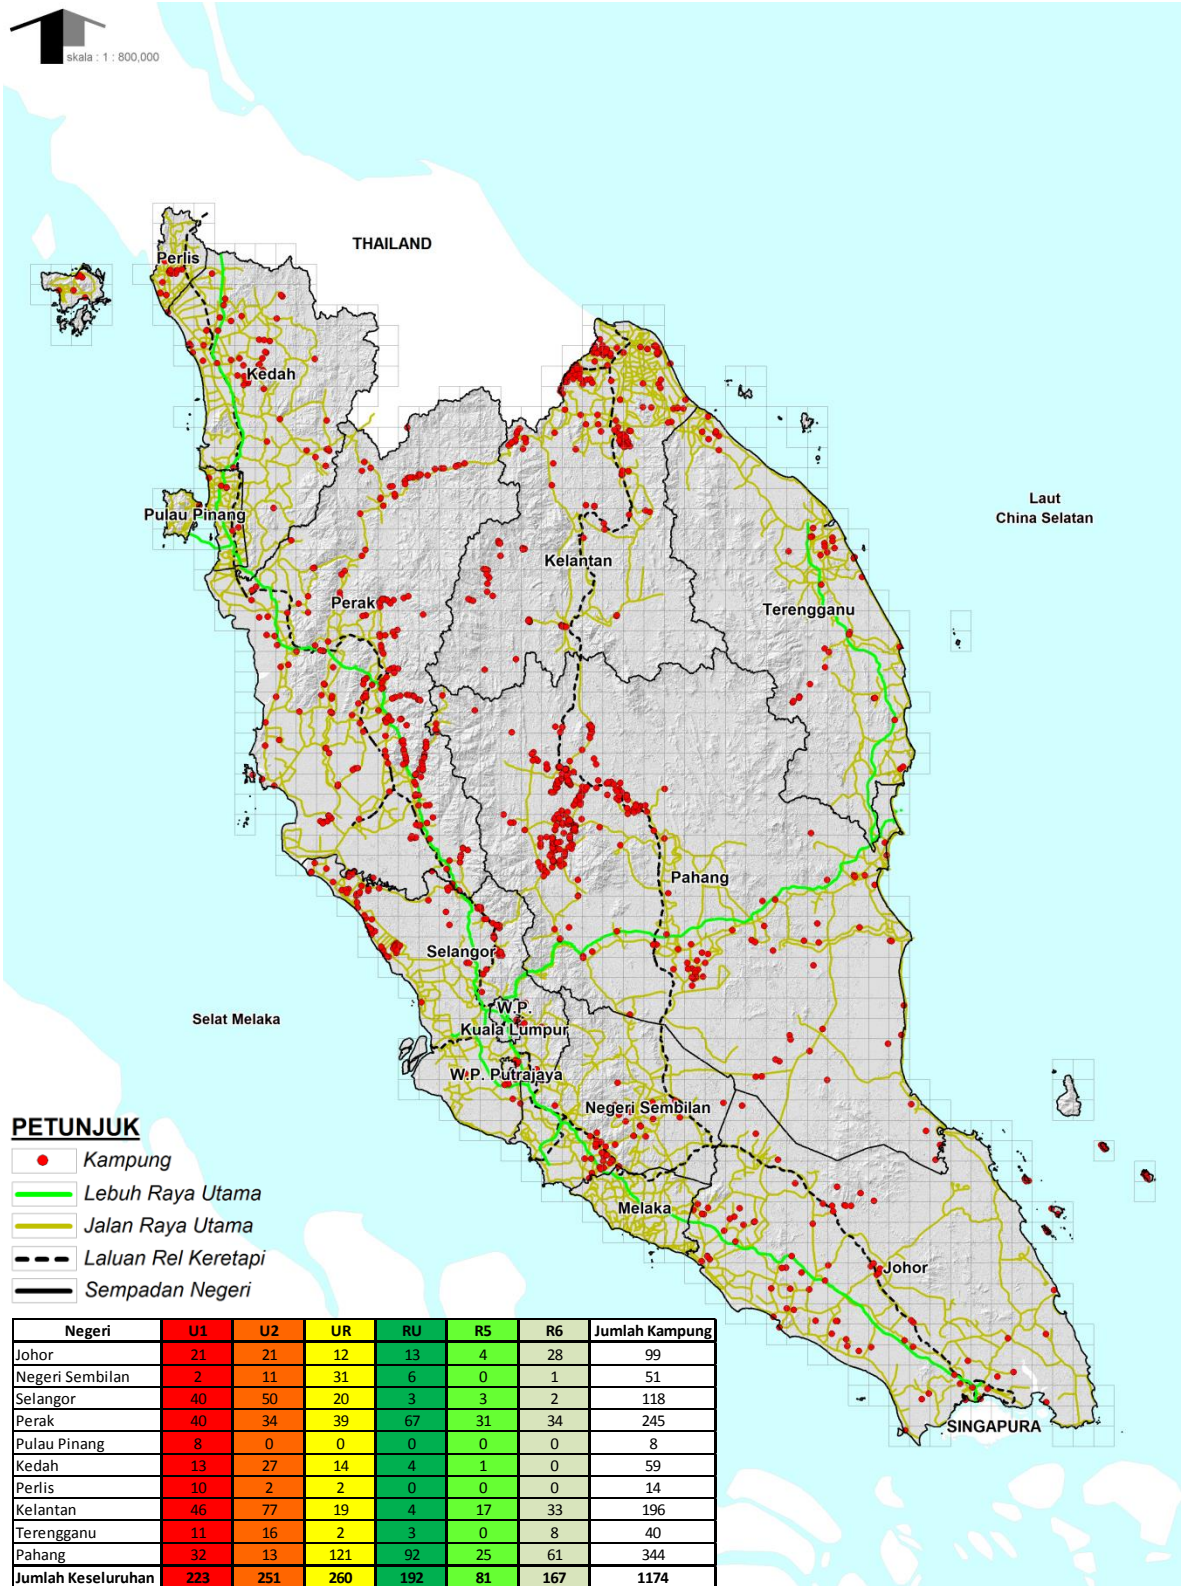 skala : 1 : 800,000
THAILAND
Perlis
Kedah
Pulau Pinang
Laut
China Selatan
Kelantan
Perak
Terengganu
Pahang
Selangor
W.P.
Kuala Lumpur
Selat Melaka
W.P. Putrajaya
Negeri Sembilan
Melaka
Johor
SINGAPURA
PETUNJUK
Kampung
Lebuh Raya Utama
Jalan Raya Utama
Laluan Rel Keretapi
Sempadan Negeri
Negeri U1 U2 UR RU R5 R6 Jumlah Kampung
Johor 21 21 12 13 4 28 99
Negeri Sembilan 2 11 31 6 0 1 51
Selangor 40 50 20 3 3 2 118
Perak 40 34 39 67 31 34 245
Pulau Pinang 8 0 0 0 0 0 8
Kedah 13 27 14 4 1 0 59
Perlis 10 2 2 0 0 0 14
Kelantan 46 77 19 4 17 33 196
Terengganu 11 16 2 3 0 8 40
Pahang 32 13 121 92 25 61 344
Jumlah Keseluruhan 223 251 260 192 81 167 1174